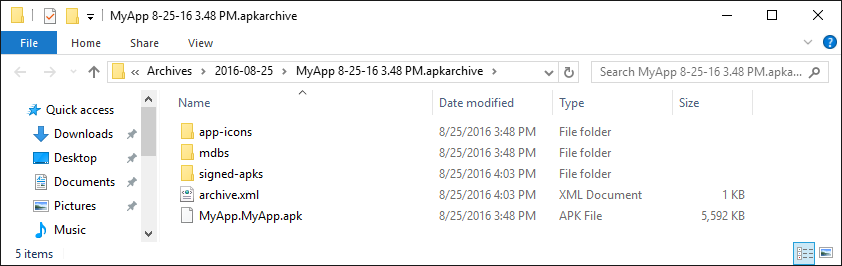 MyApp 8-25-16 3.48 PM.apkarchive
File Home Share View
Archives 2016-08-25 MyApp 8-25-16 3.48 PM.apkarchive Search MyApp 8-25-16 3.48 PM.apka...
Quick access
Downloads
Desktop
Documents
Pictures
Music
Name Date modified Type Size
app-icons 8/25/2016 3:48 PM File folder
mdbs 8/25/2016 3:48 PM File folder
signed-apks 8/25/2016 4:03 PM File folder
archive.xml 8/25/2016 4:03 PM XML Document 1 KB
MyApp.MyApp.apk 8/25/2016 3:48 PM APK File 5,592 KB
5 items